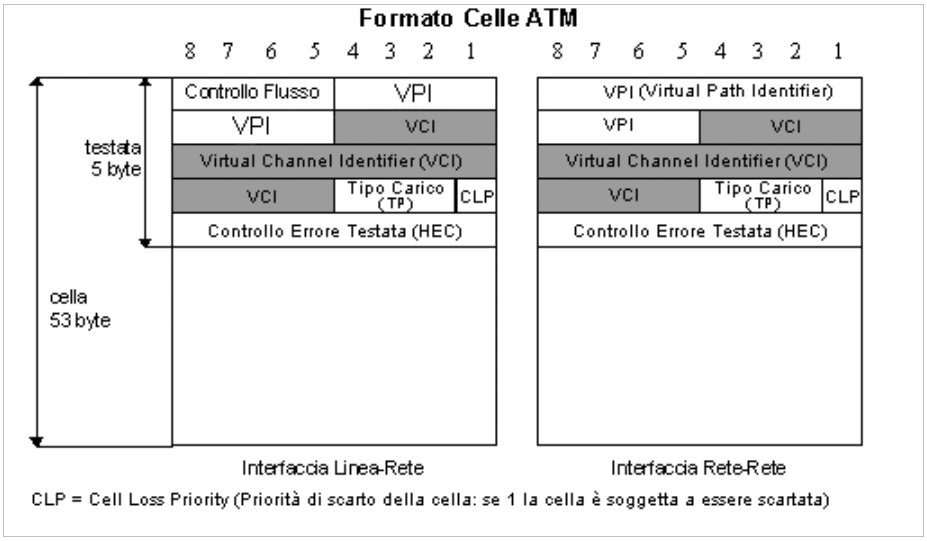 Formato Celle ATM
8 7 6 5 4 3 2 1
8 7 6 5 4 3 2 1
Controllo Flusso
VPI
VPI (Virtual Path Identifier)
VPI
VCI
VPI
VCI
testata
5 byte
Virtual Channel Identifier (VCI)
Virtual Channel Identifier (VCI)
VCI
Tipo Carico
(TP)
CLP
VCI
Tipo Carico
(TP)
CLP
Controllo Errore Testata (HEC)
Controllo Errore Testata (HEC)
cella
53 byte
Interfaccia Linea-Rete
Interfaccia Rete-Rete
CLP = Cell Loss Priority (Priorità di scarto della cella: se 1 la cella è soggetta a essere scartata)